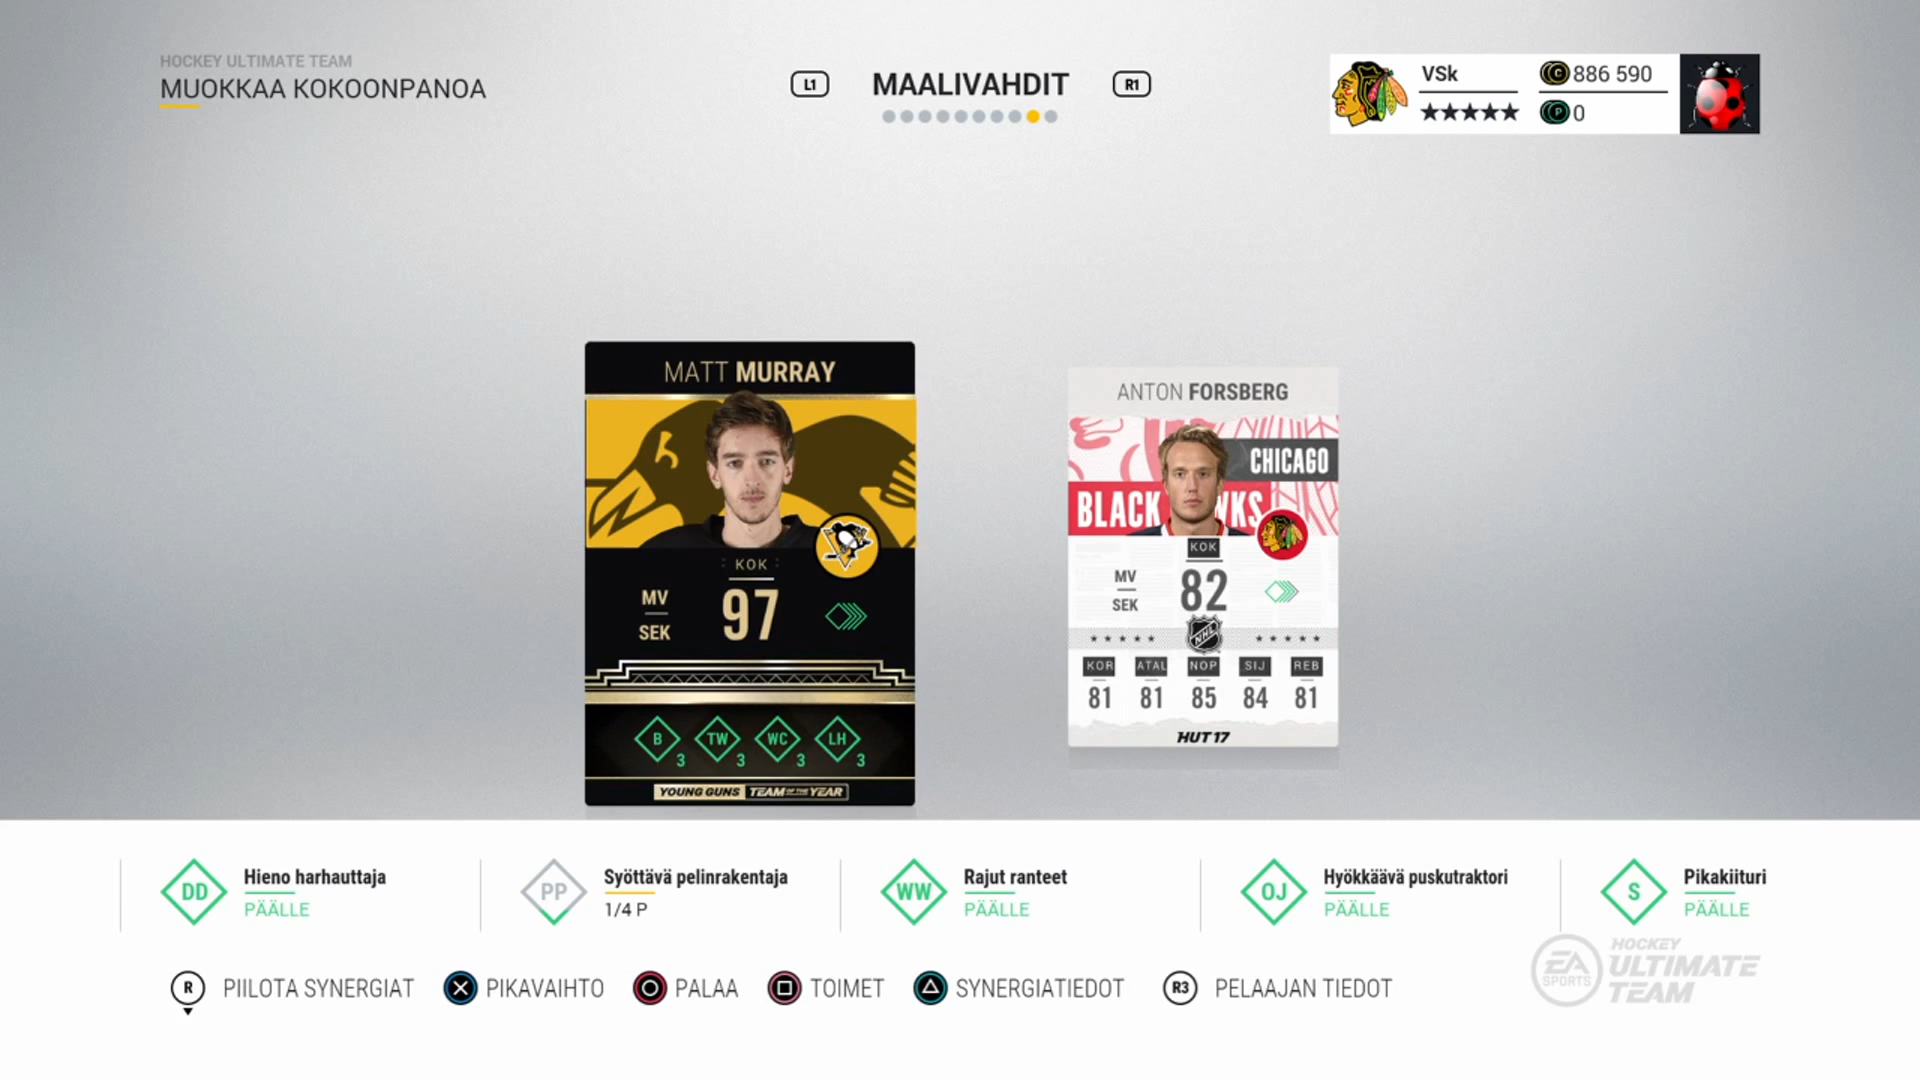 HOCKEY ULTIMATE TEAM
MUOKKAA KOKOONPANOA
L1 MAALIVAHDIT R1
VSk
C 886 590
★★★★★
P 0
MATT MURRAY
KOK
MV
SEK
97
B 3 TW 3 WC 3 LH 3
YOUNG GUNS TEAM OF THE YEAR
ANTON FORSBERG
CHICAGO
BLACK WKS
KOK
MV
SEK
82
NHL
KOR ATAL NOP SIJ REB
81 81 85 84 81
HUT 17
DD Hieno harhauttaja
PÄÄLLE
PP Syöttävä pelinrakentaja
1/4 P
WW Rajut ranteet
PÄÄLLE
OJ Hyökkäävä puskutraktori
PÄÄLLE
S Pikakiituri
PÄÄLLE
R PIILOTA SYNERGIAT PIKAVAIHTO PALAA TOIMET SYNERGIATIEDOT R3 PELAAJAN TIEDOT
EA SPORTS
HOCKEY
ULTIMATE
TEAM